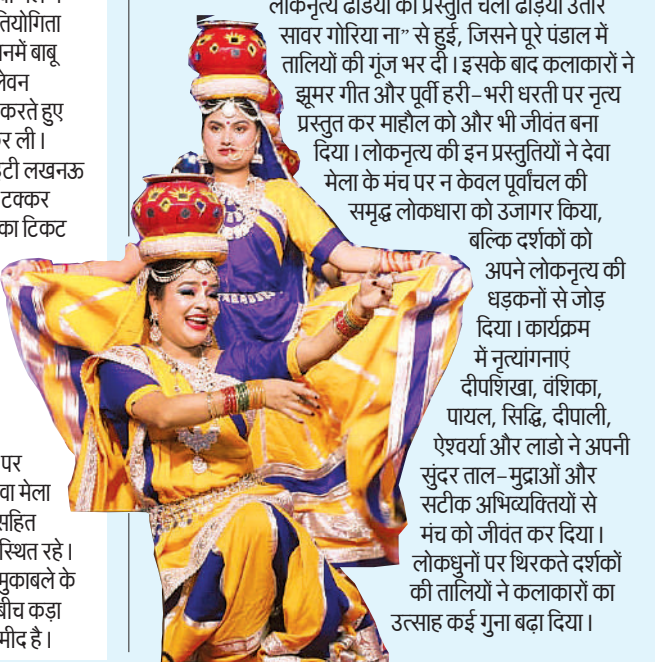 तियोगिता
नमें बाबू
लेवन
करते हुए
र ली।
टी लखनऊ
टक्कर
का टिकट
पर
वा मेला
सहित
स्थित रहे।
मुकाबले के
बीच कड़ा
मीद है।
लोकनृत्य ढेडिया की प्रस्तुति चला ढेड़िया उतारि
सावर गोरिया ना” से हुई, जिसने पूरे पंडाल में
तालियों की गूंज भर दी। इसके बाद कलाकारों ने
झूमर गीत और पूर्वी हरी-भरी धरती पर नृत्य
प्रस्तुत कर माहौल को और भी जीवंत बना
दिया। लोकनृत्य की इन प्रस्तुतियों ने देवा
मेला के मंच पर न केवल पूर्वांचल की
समृद्ध लोकधारा को उजागर किया,
बल्कि दर्शकों को
अपने लोकनृत्य की
धड़कनों से जोड़
दिया। कार्यक्रम
में नृत्यांगनाएं
दीपशिखा, वंशिका,
पायल, सिद्धि, दीपाली,
ऐश्वर्या और लाडो ने अपनी
सुंदर ताल-मुद्राओं और
सटीक अभिव्यक्तियों से
मंच को जीवंत कर दिया।
लोकधुनों पर थिरकते दर्शकों
की तालियों ने कलाकारों का
उत्साह कई गुना बढ़ा दिया।